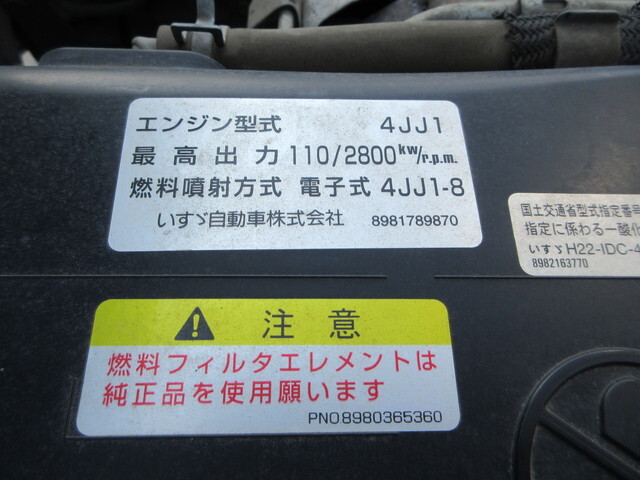 エンジン型式 4JJ1
最高出力 110/2800kw/r.p.m.
燃料噴射方式 電子式 4JJ1-8
いすゞ自動車株式会社 8981789870
国土交通省型式指定番号
指定に係わる一酸化
いすゞH22-IDC-4
8982163770
注意
燃料フィルタエレメントは
純正品を使用願います
PNO8980365360